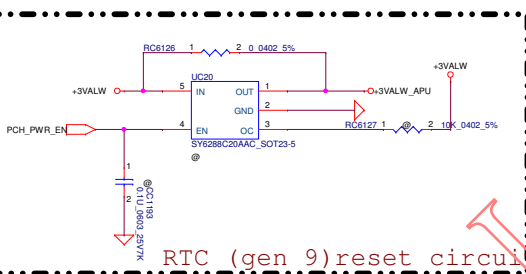 RC6126 1 2 0_0402_5%
+3VALW
UC20
+3VALW 5 IN OUT 1 +3VALW_APU
GND 2
PCH_PWR_EN 4 EN OC 3 RC6127 1 @ 2 10K_0402_5%
SY6288C20AAC_SOT23-5
@
1
2
@CC1193
0.1U_0603_25V7K
RTC (gen 9)reset circui